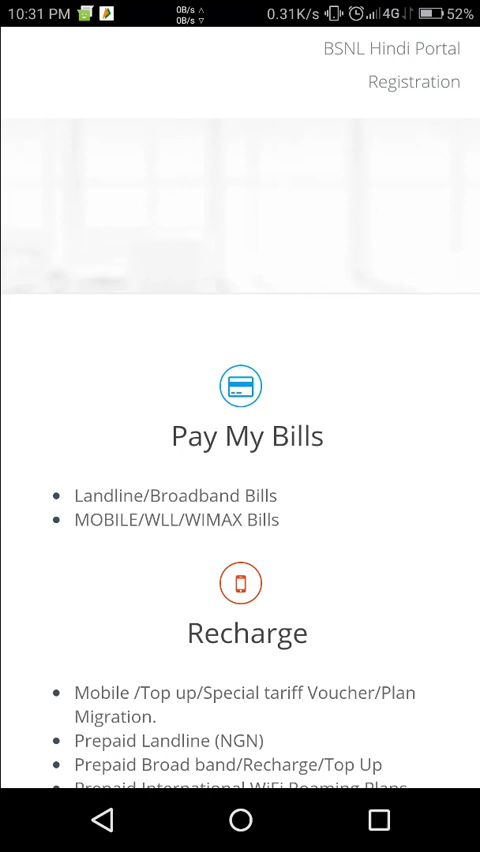 10:31 PM
0B/s
0B/s
0.31K/s 4G 52%
BSNL Hindi Portal
Registration
Pay My Bills
Landline/Broadband Bills
MOBILE/WLL/WIMAX Bills
Recharge
Mobile /Top up/Special tariff Voucher/Plan
Migration.
Prepaid Landline (NGN)
Prepaid Broad band/Recharge/Top Up
Prepaid International WiFi Roaming Plans